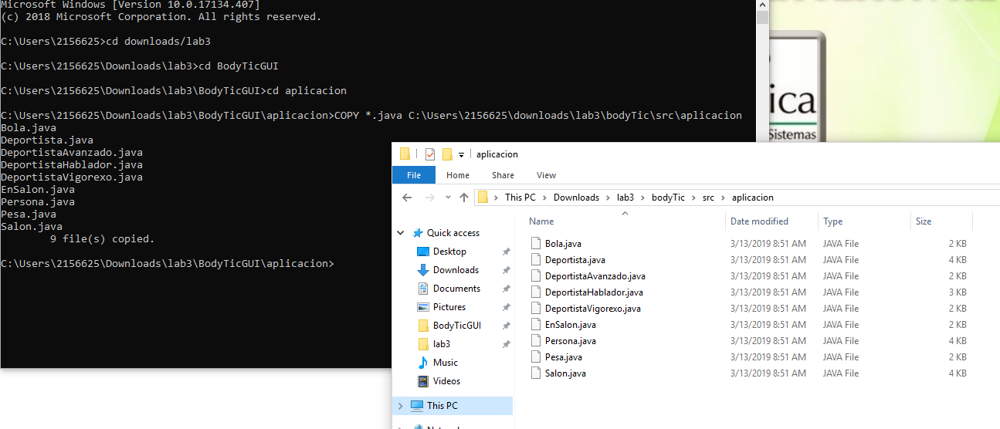 Microsoft Windows [Version 10.0.17134.407]
(c) 2018 Microsoft Corporation. All rights reserved.
C:\Users\2156625>cd downloads/lab3
C:\Users\2156625\Downloads\lab3>cd BodyTicGUI
C:\Users\2156625\Downloads\lab3\BodyTicGUI>cd aplicacion
C:\Users\2156625\Downloads\lab3\BodyTicGUI\aplicacion>COPY *.java C:\Users\2156625\downloads\lab3\bodyTic\src\aplicacion
Bola.java
Deportista.java
DeportistaAvanzado.java
DeportistaHablador.java
DeportistaVigorexo.java
EnSalon.java
Persona.java
Pesa.java
Salon.java
9 file(s) copied.
C:\Users\2156625\Downloads\lab3\BodyTicGUI\aplicacion>
ica
Sistemas
aplicacion
File Home Share View
This PC > Downloads > lab3 > bodyTic > src > aplicacion
Quick access
Desktop
Downloads
Documents
Pictures
BodyTicGUI
lab3
Music
Videos
This PC
Name Date modified Type Size
Bola.java 3/13/2019 8:51 AM JAVA File 2 KB
Deportista.java 3/13/2019 8:51 AM JAVA File 4 KB
DeportistaAvanzado.java 3/13/2019 8:51 AM JAVA File 2 KB
DeportistaHablador.java 3/13/2019 8:51 AM JAVA File 3 KB
DeportistaVigorexo.java 3/13/2019 8:51 AM JAVA File 2 KB
EnSalon.java 3/13/2019 8:51 AM JAVA File 2 KB
Persona.java 3/13/2019 8:51 AM JAVA File 4 KB
Pesa.java 3/13/2019 8:51 AM JAVA File 2 KB
Salon.java 3/13/2019 8:51 AM JAVA File 4 KB